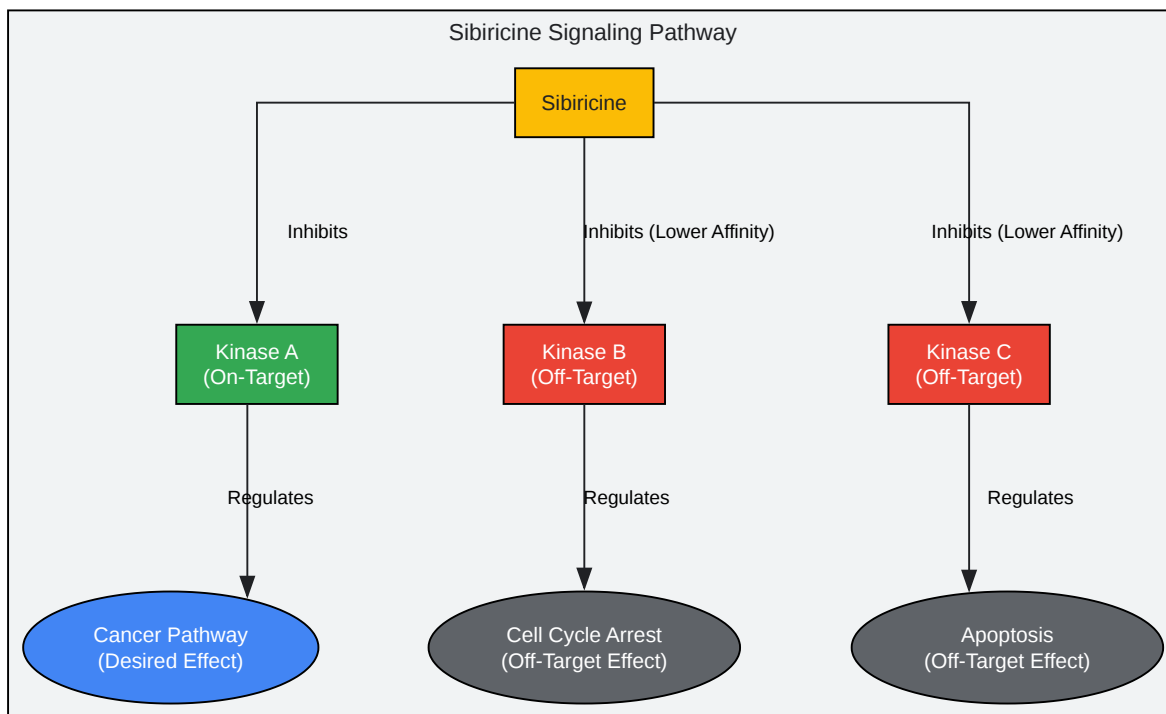 Sibiricine Signaling Pathway
Sibiricine
Inhibits
Inhibits (Lower Affinity)
Inhibits (Lower Affinity)
Kinase A
(On-Target)
Kinase B
(Off-Target)
Kinase C
(Off-Target)
Regulates
Regulates
Regulates
Cancer Pathway
(Desired Effect)
Cell Cycle Arrest
(Off-Target Effect)
Apoptosis
(Off-Target Effect)